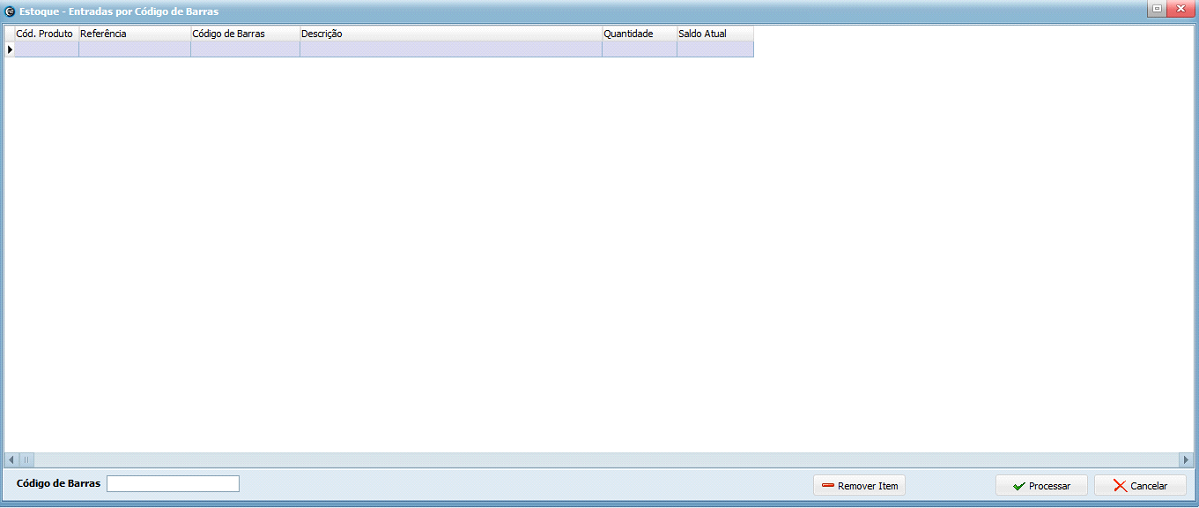 Estoque - Entradas por Código de Barras
Cód. Produto Referência Código de Barras Descrição Quantidade Saldo Atual
Código de Barras Remover Item Processar Cancelar